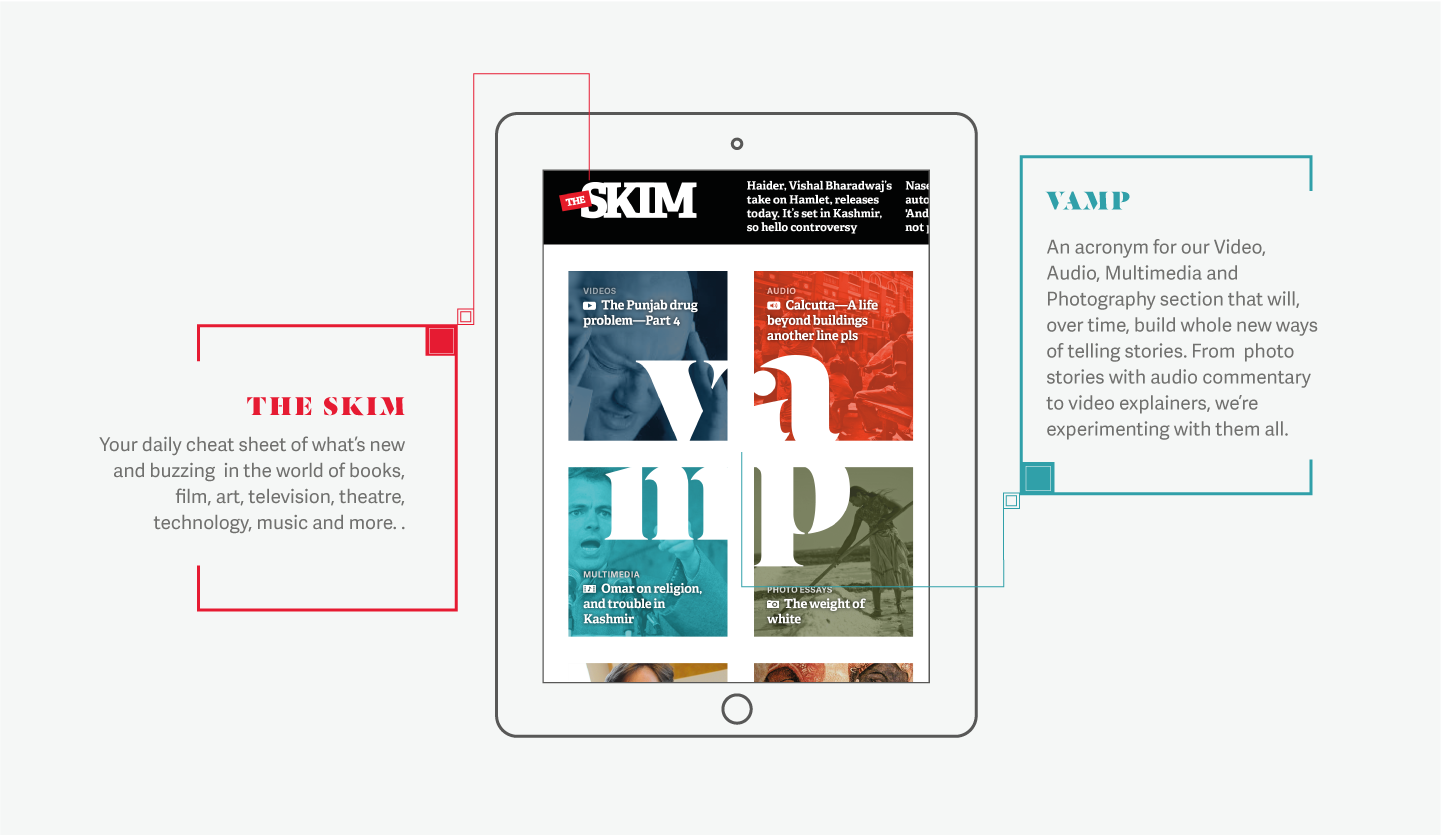 THE SKIM
Your daily cheat sheet of what's new
and buzzing in the world of books,
film, art, television, theatre,
technology, music and more. .
THE
SKIM
Haider, Vishal Bharadwaj's
take on Hamlet, releases
today. It's set in Kashmir,
so hello controversy
not
VIDEOS
The Punjab drug
problem—Part 4
AUDIO
Calcutta—A life
beyond buildings
another line pls
va
mp
MULTIMEDIA
Omar on religion,
and trouble in
Kashmir
PHOTO ESSAYS
The weight of
white
VAMP
An acronym for our Video,
Audio, Multimedia and
Photography section that will,
over time, build whole new ways
of telling stories. From photo
stories with audio commentary
to video explainers, we're
experimenting with them all.